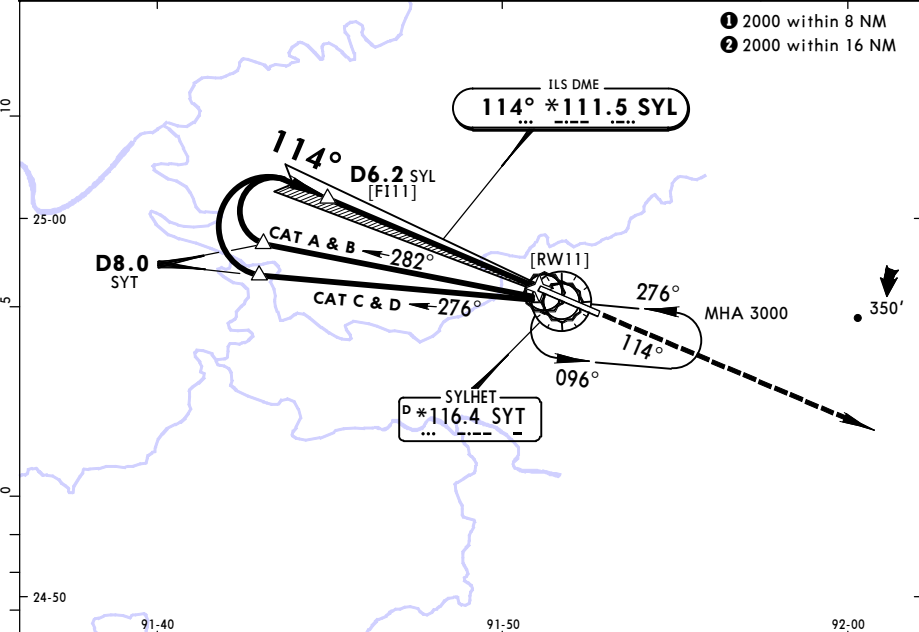 ❶ 2000 within 8 NM
❷ 2000 within 16 NM
ILS DME
114° *111.5 SYL
10
114°
D6.2 SYL
[FI11]
25-00
CAT A & B
282°
D8.0
SYT
[RW11]
CAT C & D
276°
276°
MHA 3000
350'
5
114°
096°
SYLHET
D *116.4 SYT
0
24-50
91-40
91-50
92-00